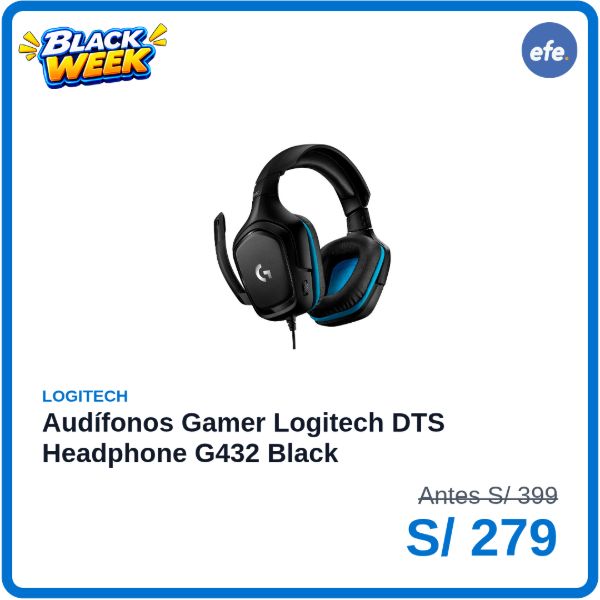 BLACK
WEEK
efe.
LOGITECH
Audífonos Gamer Logitech DTS
Headphone G432 Black
Antes S/ 399
S/ 279